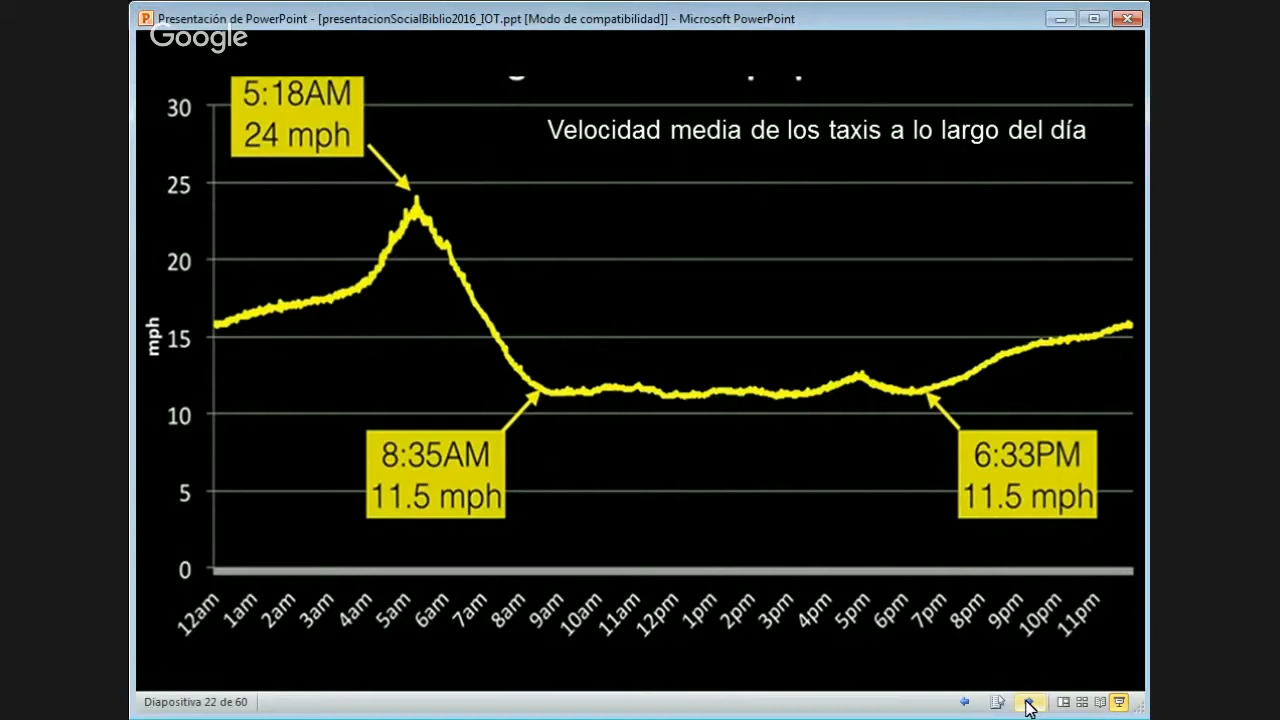 Presentación de PowerPoint - [presentacionSocialBiblio2016_IOT.ppt [Modo de compatibilidad]] - Microsoft PowerPoint
Google
5:18AM
24 mph
Velocidad media de los taxis a lo largo del día
30
25
20
15
10
5
0
mph
8:35AM
11.5 mph
6:33PM
11.5 mph
12am 1am 2am 3am 4am 5am 6am 7am 8am 9am 10am 11am 12pm 1pm 2pm 3pm 4pm 5pm 6pm 7pm 8pm 9pm 10pm 11pm
Diapositiva 22 de 60